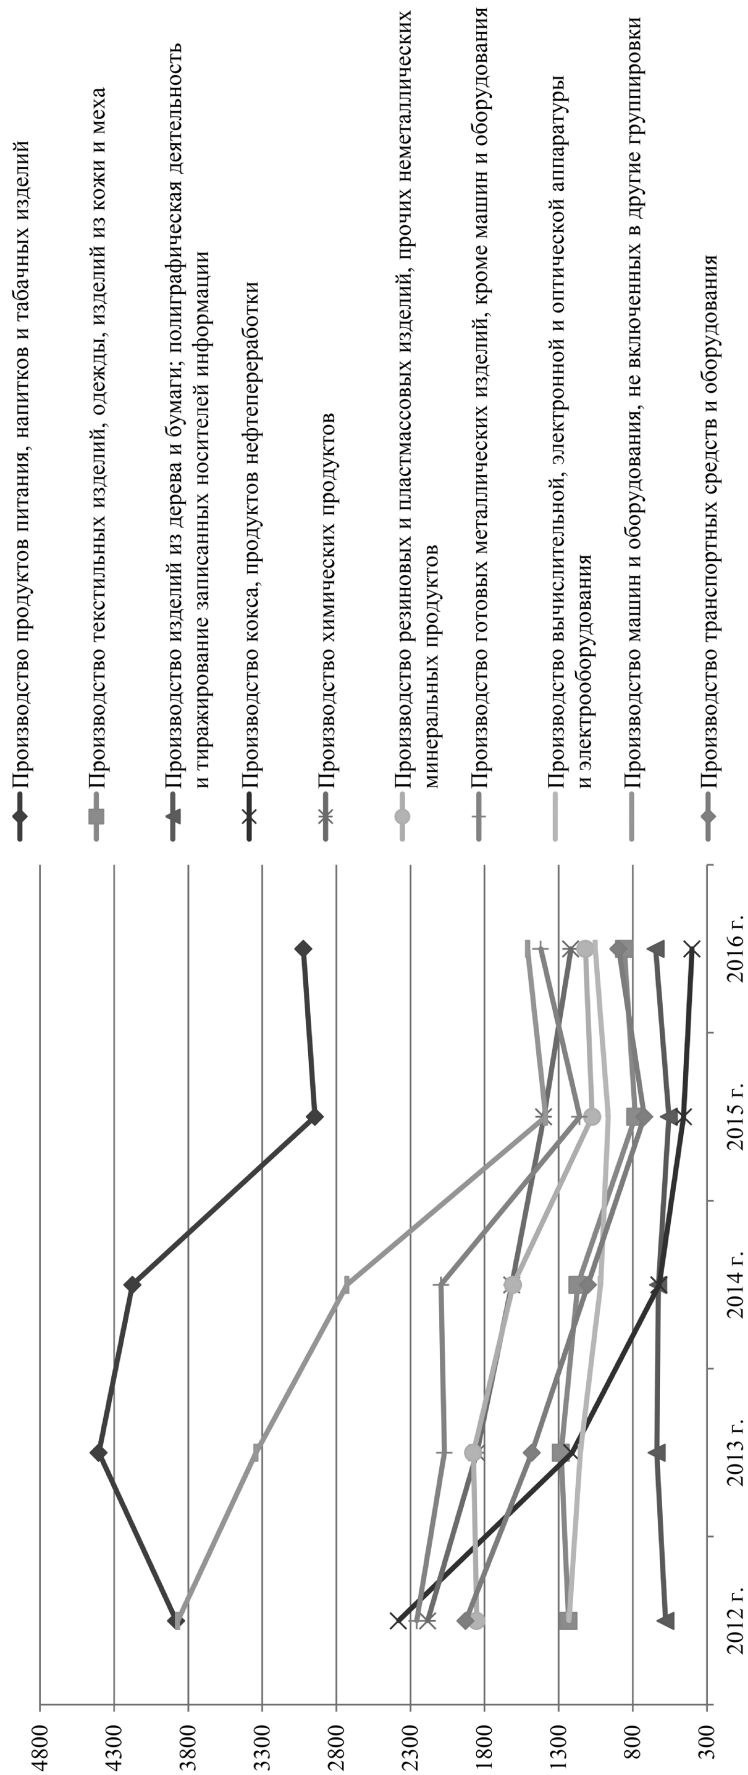 4800
4300
3800
3300
2800
2300
1800
1300
800
300
2012 г.
2013 г.
2014 г.
2015 г.
2016 г.
Производство продуктов питания, напитков и табачных изделий
Производство текстильных изделий, одежды, изделий из кожи и меха
Производство изделий из дерева и бумаги; полиграфическая деятельность
и тиражирование записанных носителей информации
Производство кокса, продуктов нефтепереработки
Производство химических продуктов
Производство резиновых и пластмассовых изделий, прочих неметаллических
минеральных продуктов
Производство готовых металлических изделий, кроме машин и оборудования
Производство вычислительной, электронной и оптической аппаратуры
и электрооборудования
Производство машин и оборудования, не включенных в другие группировки
Производство транспортных средств и оборудования